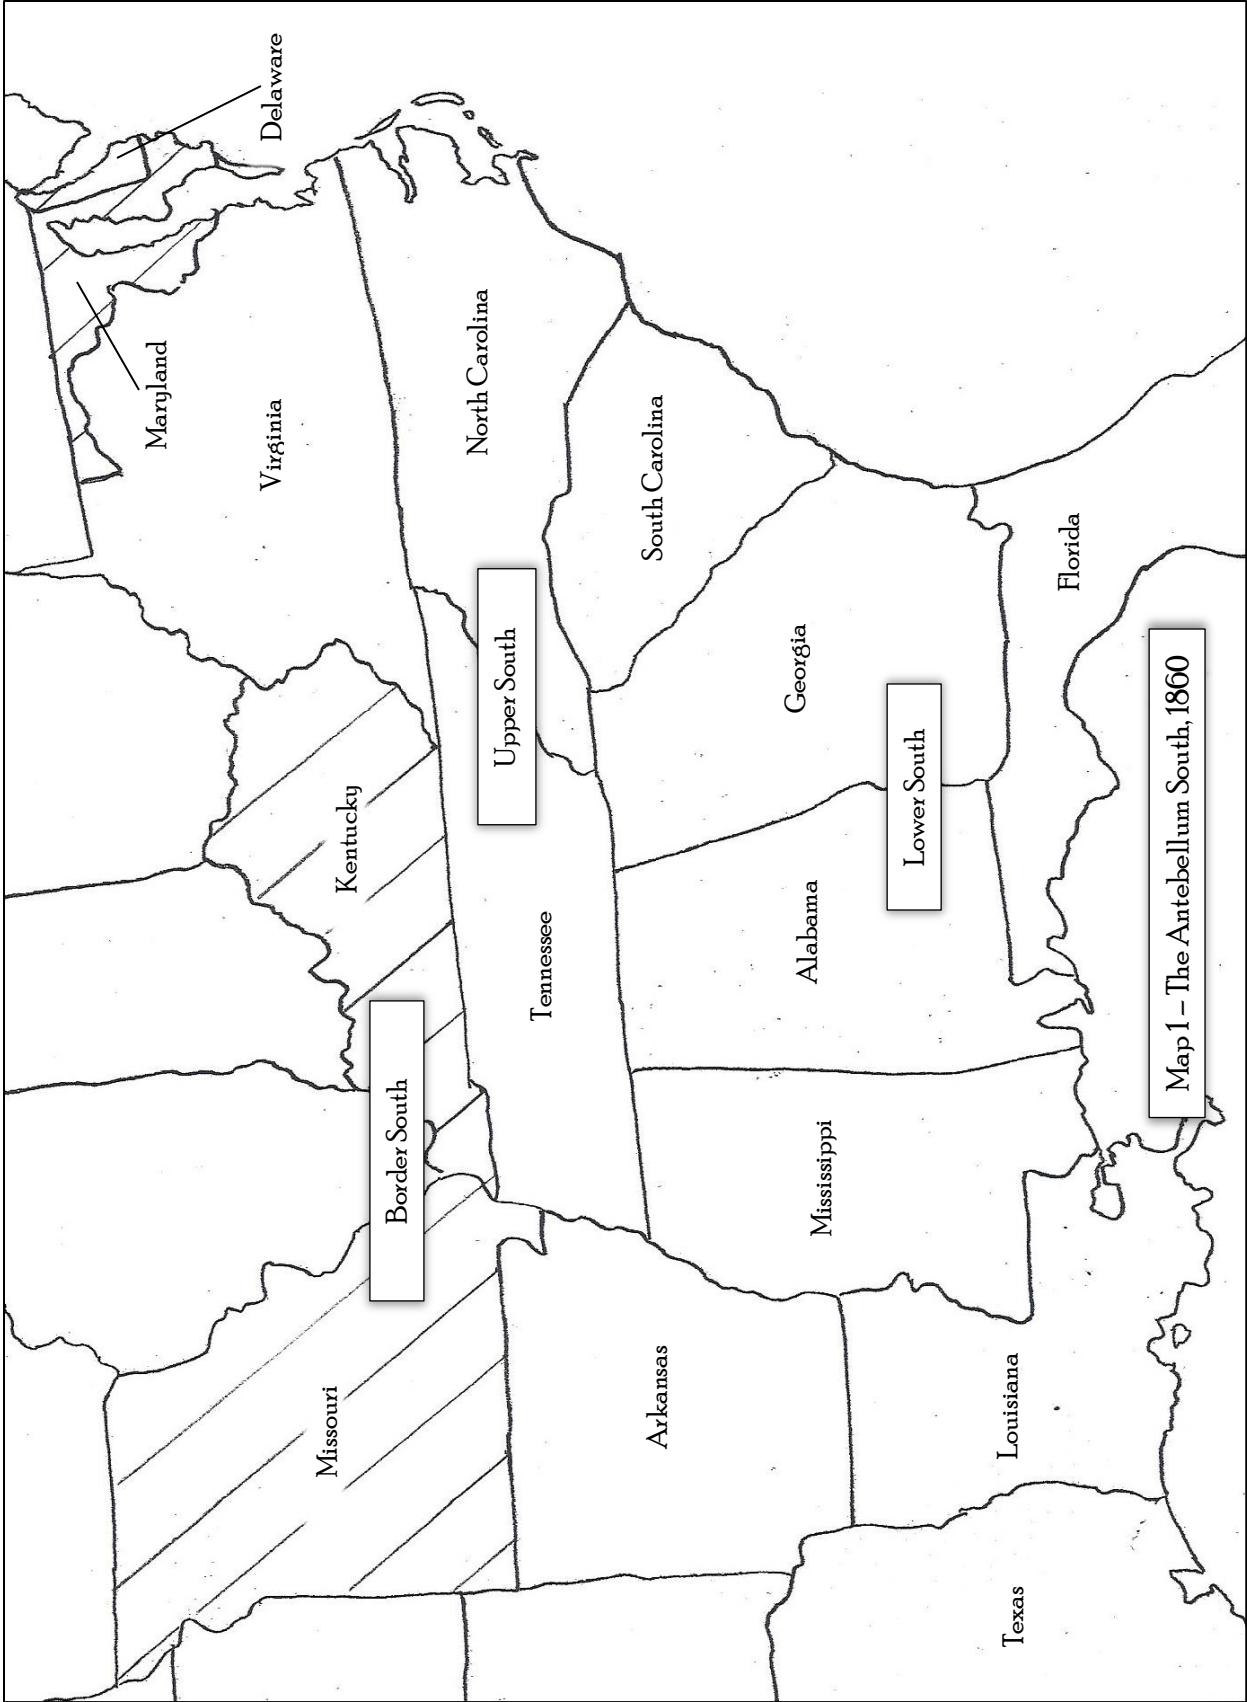 Delaware
Maryland
Virginia
Kentucky
Missouri
Border South
North Carolina
Upper South
Tennessee
Arkansas
South Carolina
Georgia
Alabama
Mississippi
Lower South
Florida
Louisiana
Texas
Map 1 – The Antebellum South, 1860